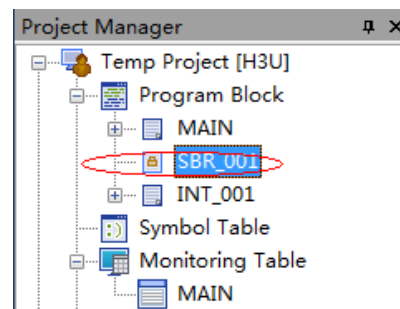 Project Manager
Temp Project [H3U]
Program Block
MAIN
SBR_001
INT_001
Symbol Table
Monitoring Table
MAIN